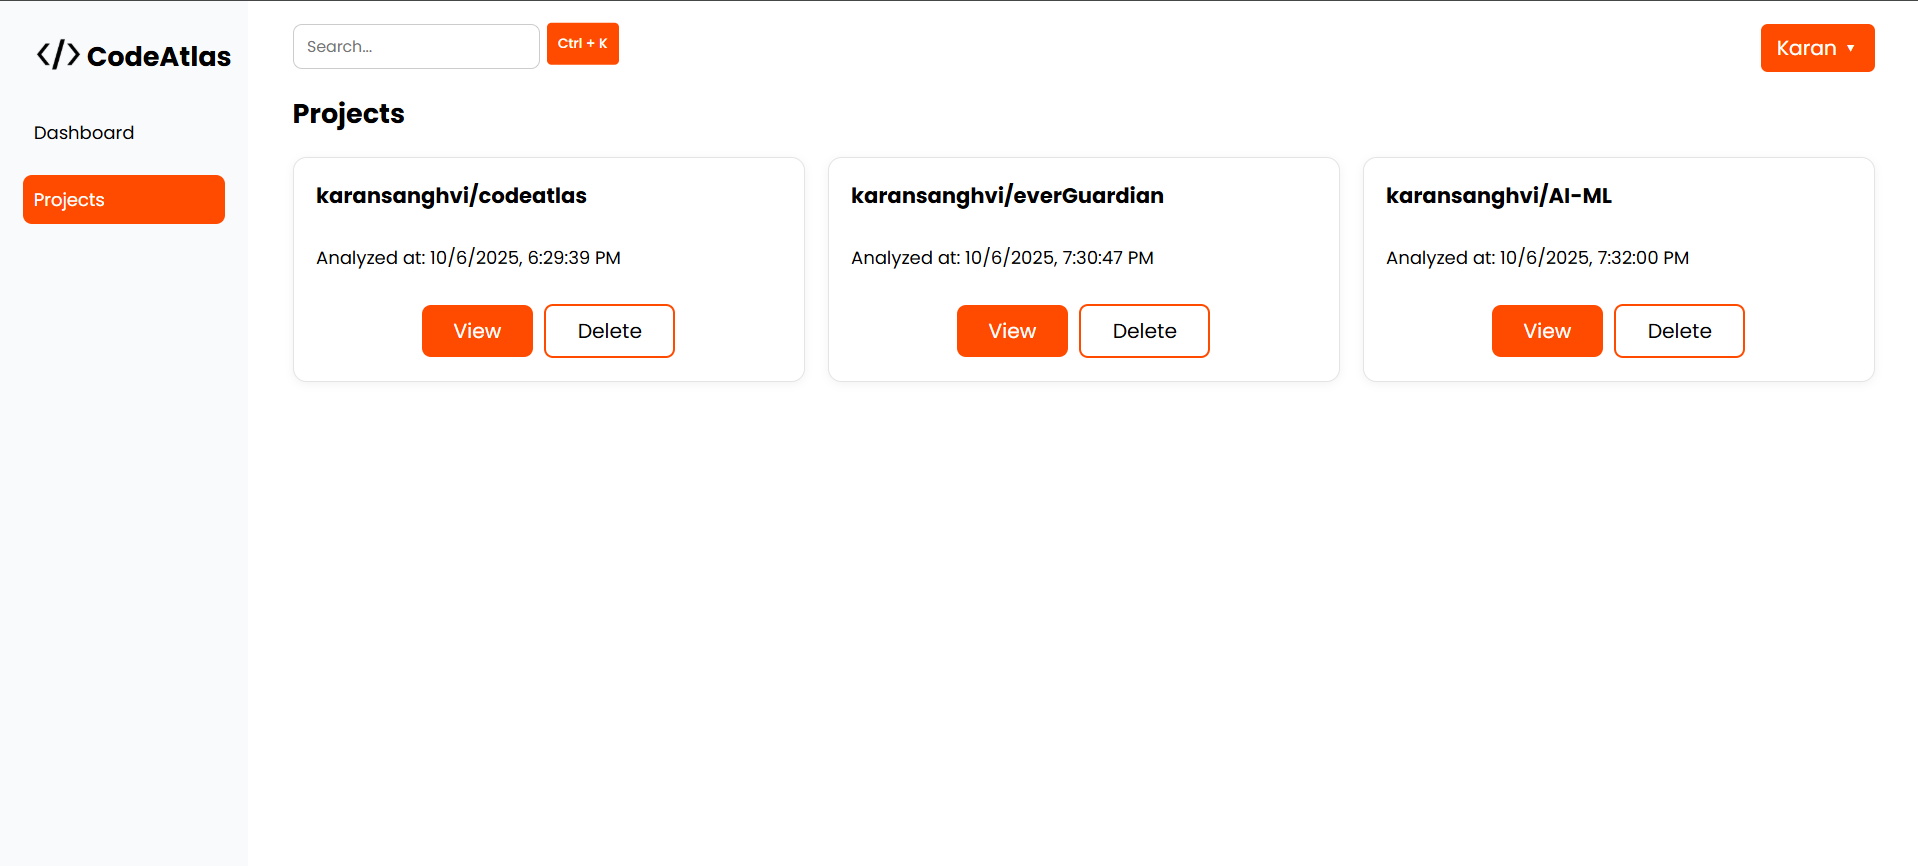 </> CodeAtlas
Dashboard
Projects
Search...
Ctrl + K
Karan ▼
Projects
karansanghvi/codeatlas
Analyzed at: 10/6/2025, 6:29:39 PM
View Delete
karansanghvi/everGuardian
Analyzed at: 10/6/2025, 7:30:47 PM
View Delete
karansanghvi/AI-ML
Analyzed at: 10/6/2025, 7:32:00 PM
View Delete